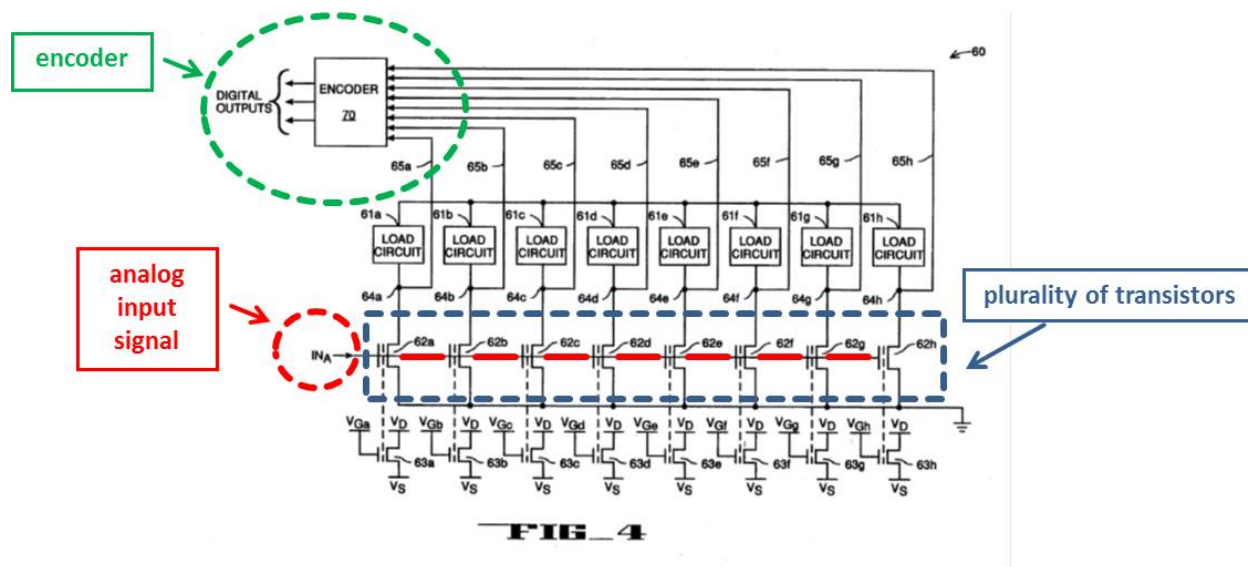 encoder
60
DIGITAL
OUTPUTS
ENCODER
70
65a 65b 65c 65d 65e 65f 65g 65h
61a 61b 61c 61d 61e 61f 61g 61h
LOAD CIRCUIT LOAD CIRCUIT LOAD CIRCUIT LOAD CIRCUIT LOAD CIRCUIT LOAD CIRCUIT LOAD CIRCUIT LOAD CIRCUIT
analog
input
signal
64a 64b 64c 64d 64e 64f 64g 64h
plurality of transistors
INA 62a 62b 62c 62d 62e 62f 62g 62h
VGa VD VGb VD VGc VD VGd VD VGe VD VGf VD VGg VD VGh VD
63a 63b 63c 63d 63e 63f 63g 63h
VS VS VS VS VS VS VS VS
FIG_4